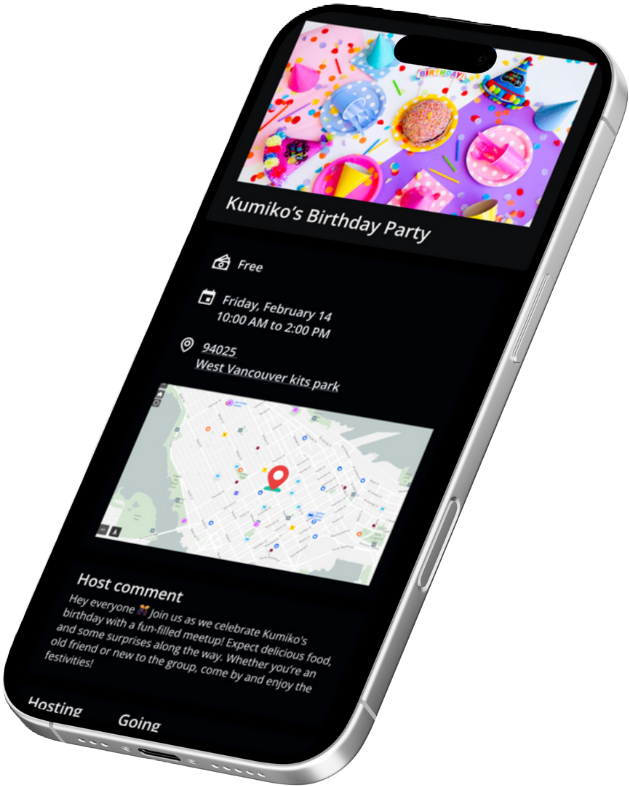 BIRTHDAY!
Kumiko's Birthday Party
Free
Friday, February 14
10:00 AM to 2:00 PM
94025
West Vancouver kits park
Host comment
Hey everyone Join us as we celebrate Kumiko's
birthday with a fun-filled meetup! Expect delicious food,
and some surprises along the way. Whether you're an
old friend or new to the group, come by and enjoy the
festivities!
Hosting
Going